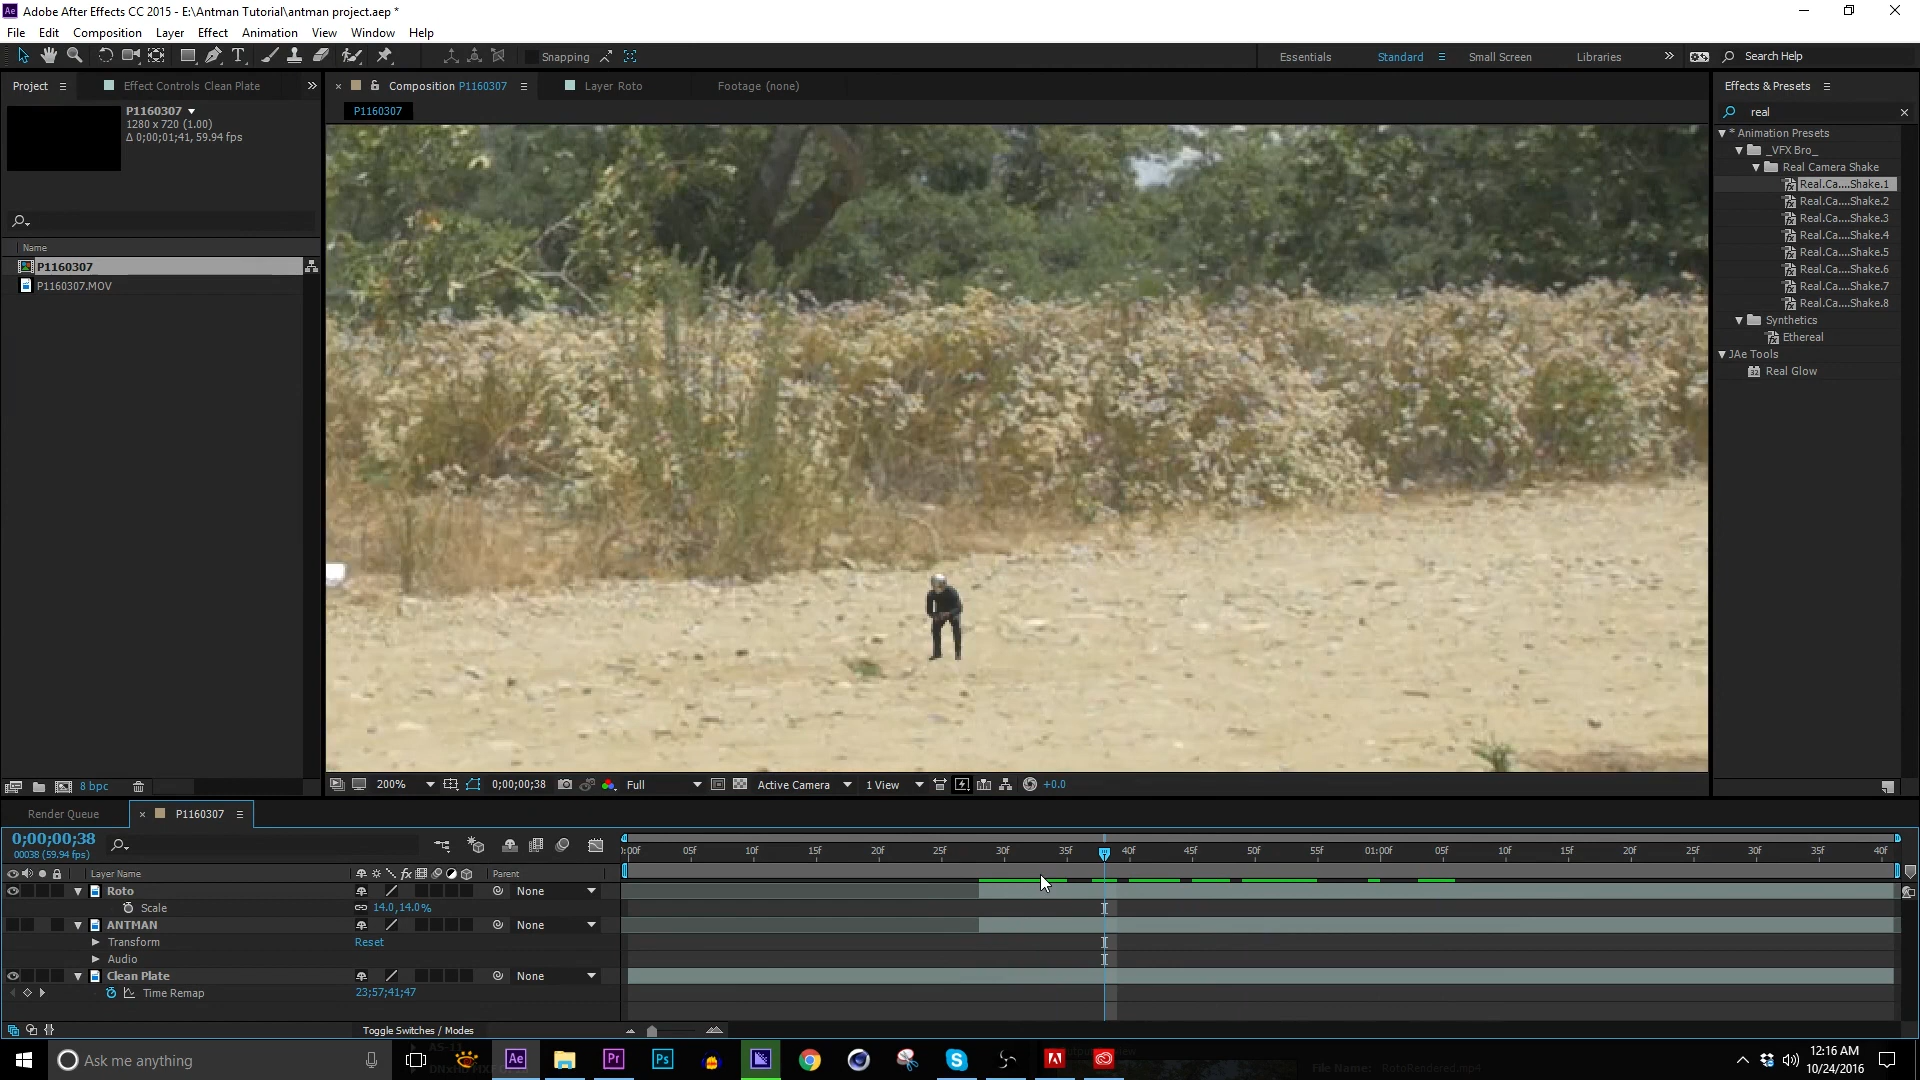 Adobe After Effects CC 2015 - E:\Antman Tutorial\antman project.aep *
File Edit Composition Layer Effect Animation View Window Help
Snapping
Essentials Standard Small Screen Libraries Search Help
Project Effect Controls Clean Plate
Composition P1160307 Layer Roto Footage (none)
Effects & Presets
P1160307
1280 x 720 (1.00)
Δ 0;00;01;41, 59.94 fps
P1160307
real
* Animation Presets
_VFX Bro_
Real Camera Shake
Real.Ca....Shake.1
Real.Ca....Shake.2
Real.Ca....Shake.3
Real.Ca....Shake.4
Real.Ca....Shake.5
Real.Ca....Shake.6
Real.Ca....Shake.7
Real.Ca....Shake.8
Synthetics
Ethereal
JAe Tools
Real Glow
Name
P1160307
P1160307.MOV
8 bpc
200% 0;00;00;38 Full Active Camera 1 View +0.0
Render Queue P1160307
0;00;00;38
00038 (59.94 fps)
):00f 05f 10f 15f 20f 25f 30f 35f 40f 45f 50f 55f 01:00f 05f 10f 15f 20f 25f 30f 35f 40f
Layer Name Parent
Roto None
Scale 14.0,14.0%
ANTMAN None
Transform Reset
Audio
Clean Plate None
Time Remap 23;57;41;47
Toggle Switches / Modes
Ask me anything
AS-11
File Name: RotoRendered.mp4
12:16 AM
10/24/2016